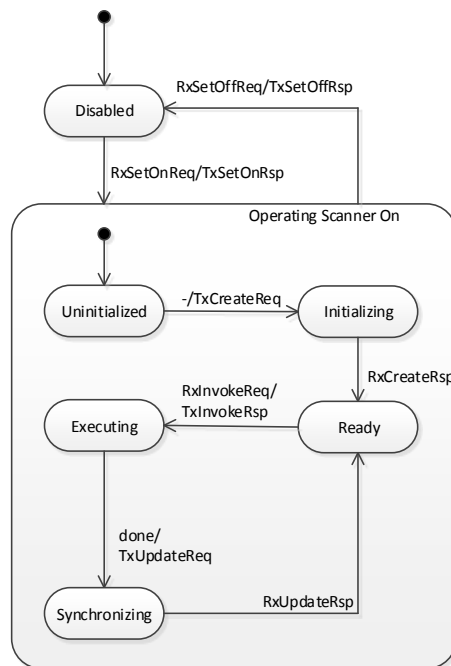 RxSetOffReq/TxSetOffRsp
Disabled
RxSetOnReq/TxSetOnRsp
Operating Scanner On
Uninitialized
-/TxCreateReq
Initializing
RxCreateRsp
RxInvokeReq/
TxInvokeRsp
Executing
Ready
done/
TxUpdateReq
Synchronizing
RxUpdateRsp